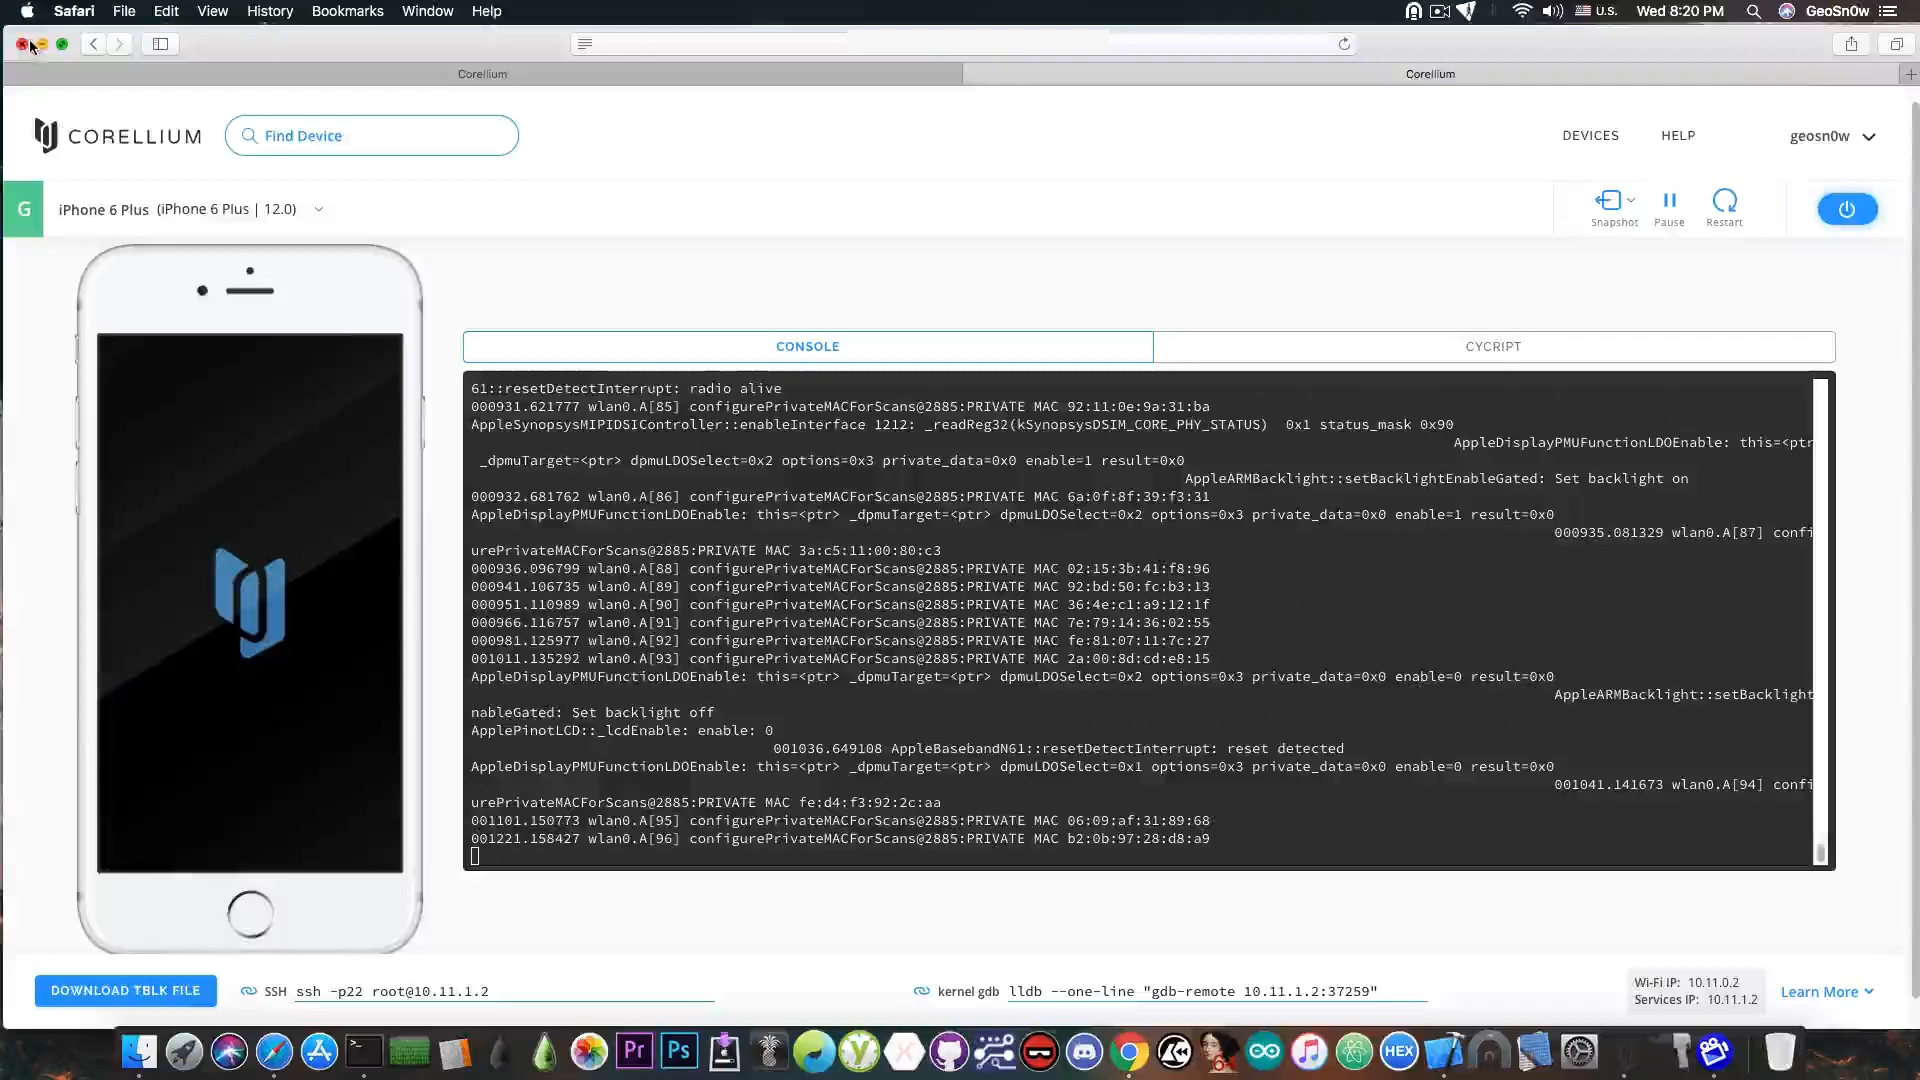 Safari File Edit View History Bookmarks Window Help U.S. Wed 8:20 PM GeoSn0w
Corellium Corellium
CORELLIUM Find Device DEVICES HELP geosn0w
G iPhone 6 Plus (iPhone 6 Plus | 12.0) Snapshot Pause Restart
CONSOLE CYCRIPT
61::resetDetectInterrupt: radio alive
000931.621777 wlan0.A[85] configurePrivateMACForScans@2885:PRIVATE MAC 92:11:0e:9a:31:ba
AppleSynopsysMIPIDSIController::enableInterface 1212: _readReg32(kSynopsysDSIM_CORE_PHY_STATUS) 0x1 status_mask 0x90
AppleDisplayPMUFunctionLDOEnable: this=<ptr
_dpmuTarget=<ptr> dpmuLDOSelect=0x2 options=0x3 private_data=0x0 enable=1 result=0x0
AppleARMBacklight::setBacklightEnableGated: Set backlight on
000932.681762 wlan0.A[86] configurePrivateMACForScans@2885:PRIVATE MAC 6a:0f:8f:39:f3:31
AppleDisplayPMUFunctionLDOEnable: this=<ptr> _dpmuTarget=<ptr> dpmuLDOSelect=0x2 options=0x3 private_data=0x0 enable=1 result=0x0
000935.081329 wlan0.A[87] confi
urePrivateMACForScans@2885:PRIVATE MAC 3a:c5:11:00:80:c3
000936.096799 wlan0.A[88] configurePrivateMACForScans@2885:PRIVATE MAC 02:15:3b:41:f8:96
000941.106735 wlan0.A[89] configurePrivateMACForScans@2885:PRIVATE MAC 92:bd:50:fc:b3:13
000951.110989 wlan0.A[90] configurePrivateMACForScans@2885:PRIVATE MAC 36:4e:c1:a9:12:1f
000966.116757 wlan0.A[91] configurePrivateMACForScans@2885:PRIVATE MAC 7e:79:14:36:02:55
000981.125977 wlan0.A[92] configurePrivateMACForScans@2885:PRIVATE MAC fe:81:07:11:7c:27
001011.135292 wlan0.A[93] configurePrivateMACForScans@2885:PRIVATE MAC 2a:00:8d:cd:e8:15
AppleDisplayPMUFunctionLDOEnable: this=<ptr> _dpmuTarget=<ptr> dpmuLDOSelect=0x2 options=0x3 private_data=0x0 enable=0 result=0x0
AppleARMBacklight::setBacklight
nableGated: Set backlight off
ApplePinotLCD::_lcdEnable: enable: 0
001036.649108 AppleBasebandN61::resetDetectInterrupt: reset detected
AppleDisplayPMUFunctionLDOEnable: this=<ptr> _dpmuTarget=<ptr> dpmuLDOSelect=0x1 options=0x3 private_data=0x0 enable=0 result=0x0
001041.141673 wlan0.A[94] confi
urePrivateMACForScans@2885:PRIVATE MAC fe:d4:f3:92:2c:aa
001101.150773 wlan0.A[95] configurePrivateMACForScans@2885:PRIVATE MAC 06:09:af:31:89:68
001221.158427 wlan0.A[96] configurePrivateMACForScans@2885:PRIVATE MAC b2:0b:97:28:d8:a9
DOWNLOAD TBLK FILE SSH ssh -p22 root@10.11.1.2 kernel gdb lldb --one-line "gdb-remote 10.11.1.2:37259" Wi-Fi IP: 10.11.0.2 Learn More
Services IP: 10.11.1.2
Pr Ps HEX